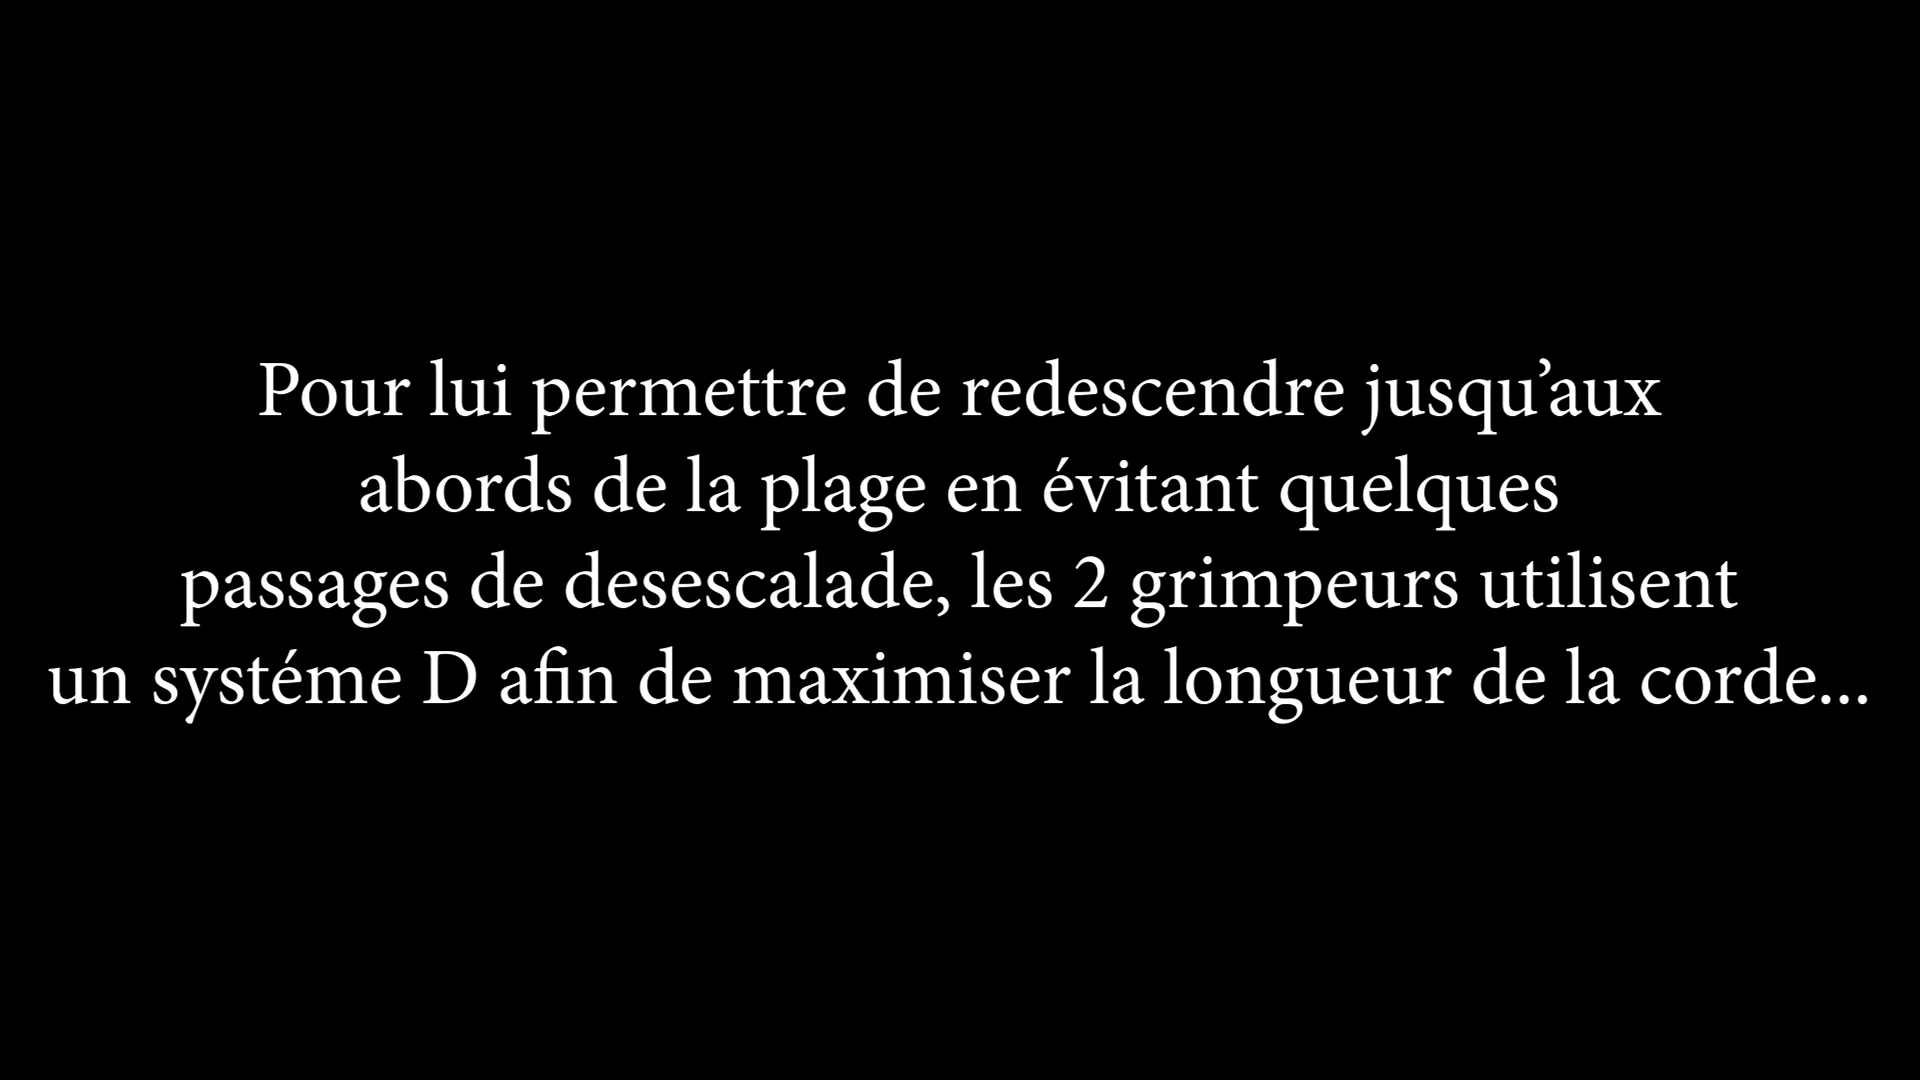 Pour lui permettre de redescendre jusqu’aux
abords de la plage en évitant quelques
passages de desescalade, les 2 grimpeurs utilisent
un systéme D afin de maximiser la longueur de la corde...